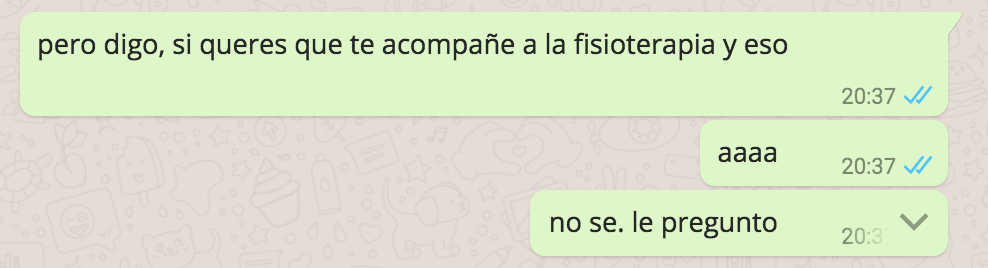 pero digo, si queres que te acompañe a la fisioterapia y eso
20:37
aaaa
20:37
no se. le pregunto
20:3